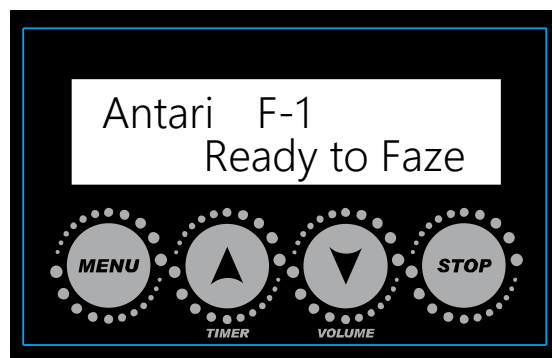 Antari F-1
Ready to Faze
MENU
STOP
TIMER
VOLUME